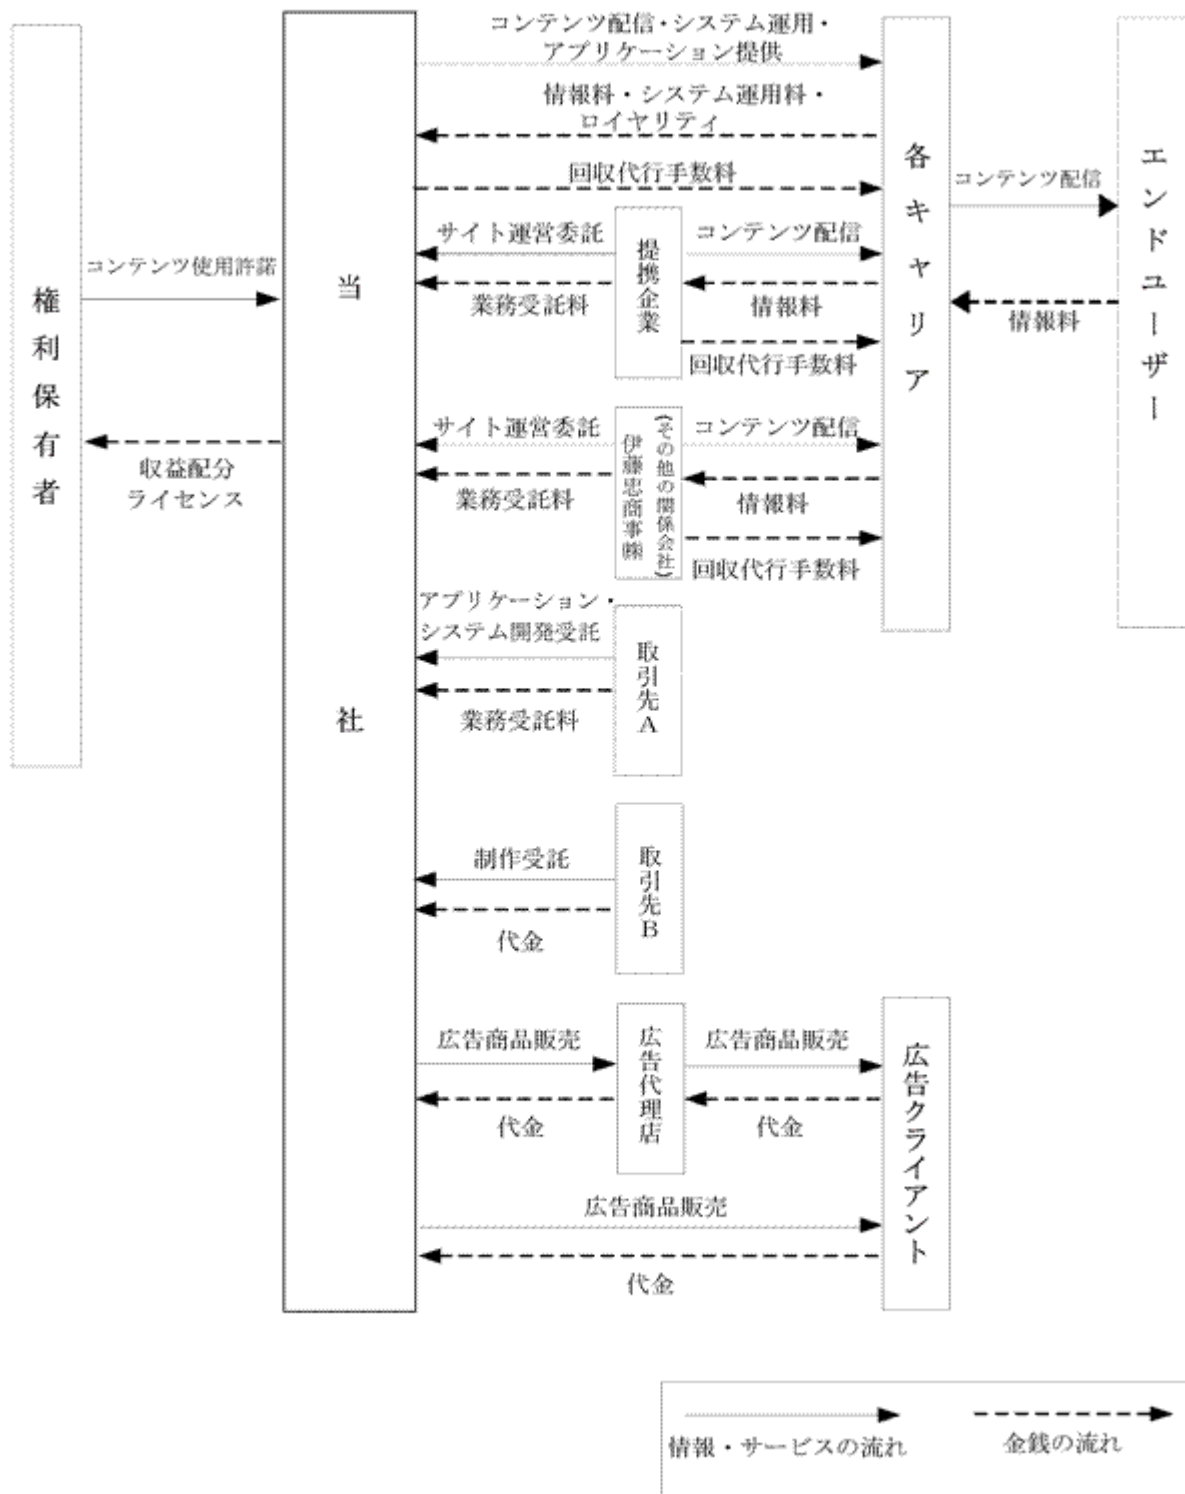 コンテンツ配信・システム運用・
アプリケーション提供
情報料・システム運用料・
ロイヤリティ
回収代行手数料
各キャリア
エンドユーザー
コンテンツ配信
情報料
権利保有者
コンテンツ使用許諾
収益配分
ライセンス
当社
サイト運営委託
業務受託料
提携企業
コンテンツ配信
情報料
回収代行手数料
サイト運営委託
業務受託料
(その他の関係会社)
伊藤忠商事㈱
コンテンツ配信
情報料
回収代行手数料
アプリケーション・
システム開発受託
業務受託料
取引先A
制作受託
代金
取引先B
広告商品販売
代金
広告代理店
広告商品販売
代金
広告クライアント
広告商品販売
代金
情報・サービスの流れ
金銭の流れ